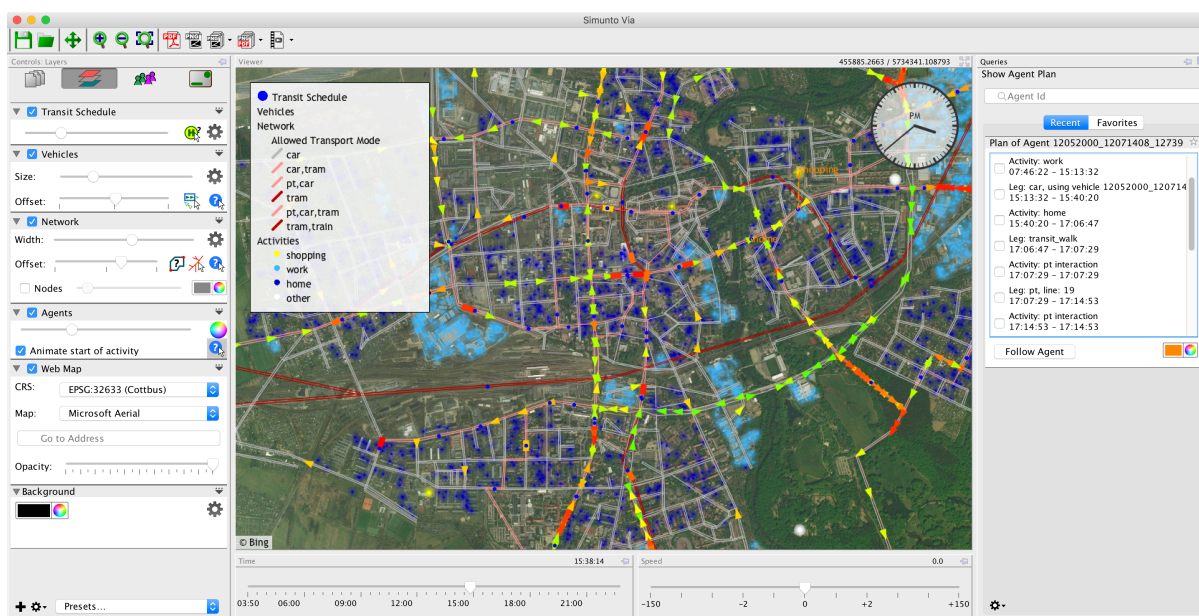 Simunto Via
Controls: Layers
Transit Schedule
Vehicles
Size:
Offset:
Network
Width:
Offset:
Nodes
Agents
Animate start of activity
Web Map
CRS:
EPSG:32633 (Cottbus)
Map:
Microsoft Aerial
Go to Address
Opacity:
Background
Presets...
Viewer
455885.2663 / 5734341.108793
Transit Schedule
Vehicles
Network
Allowed Transport Mode
car
car,tram
pt,car
tram
pt,car,tram
tram,train
Activities
shopping
work
home
other
PM
shopping
© Bing
Time
15:38:14
03:50 06:00 09:00 12:00 15:00 18:00 21:00
Speed
0.0
-150 -2 0 +2 +150
Queries
Show Agent Plan
Agent Id
Recent
Favorites
Plan of Agent 12052000_12071408_12739
Activity: work
07:46:22 - 15:13:32
Leg: car, using vehicle 12052000_120714
15:13:32 - 15:40:20
Activity: home
15:40:20 - 17:06:47
Leg: transit_walk
17:06:47 - 17:07:29
Activity: pt interaction
17:07:29 - 17:07:29
Leg: pt, line: 19
17:07:29 - 17:14:53
Activity: pt interaction
17:14:53 - 17:14:53
Follow Agent